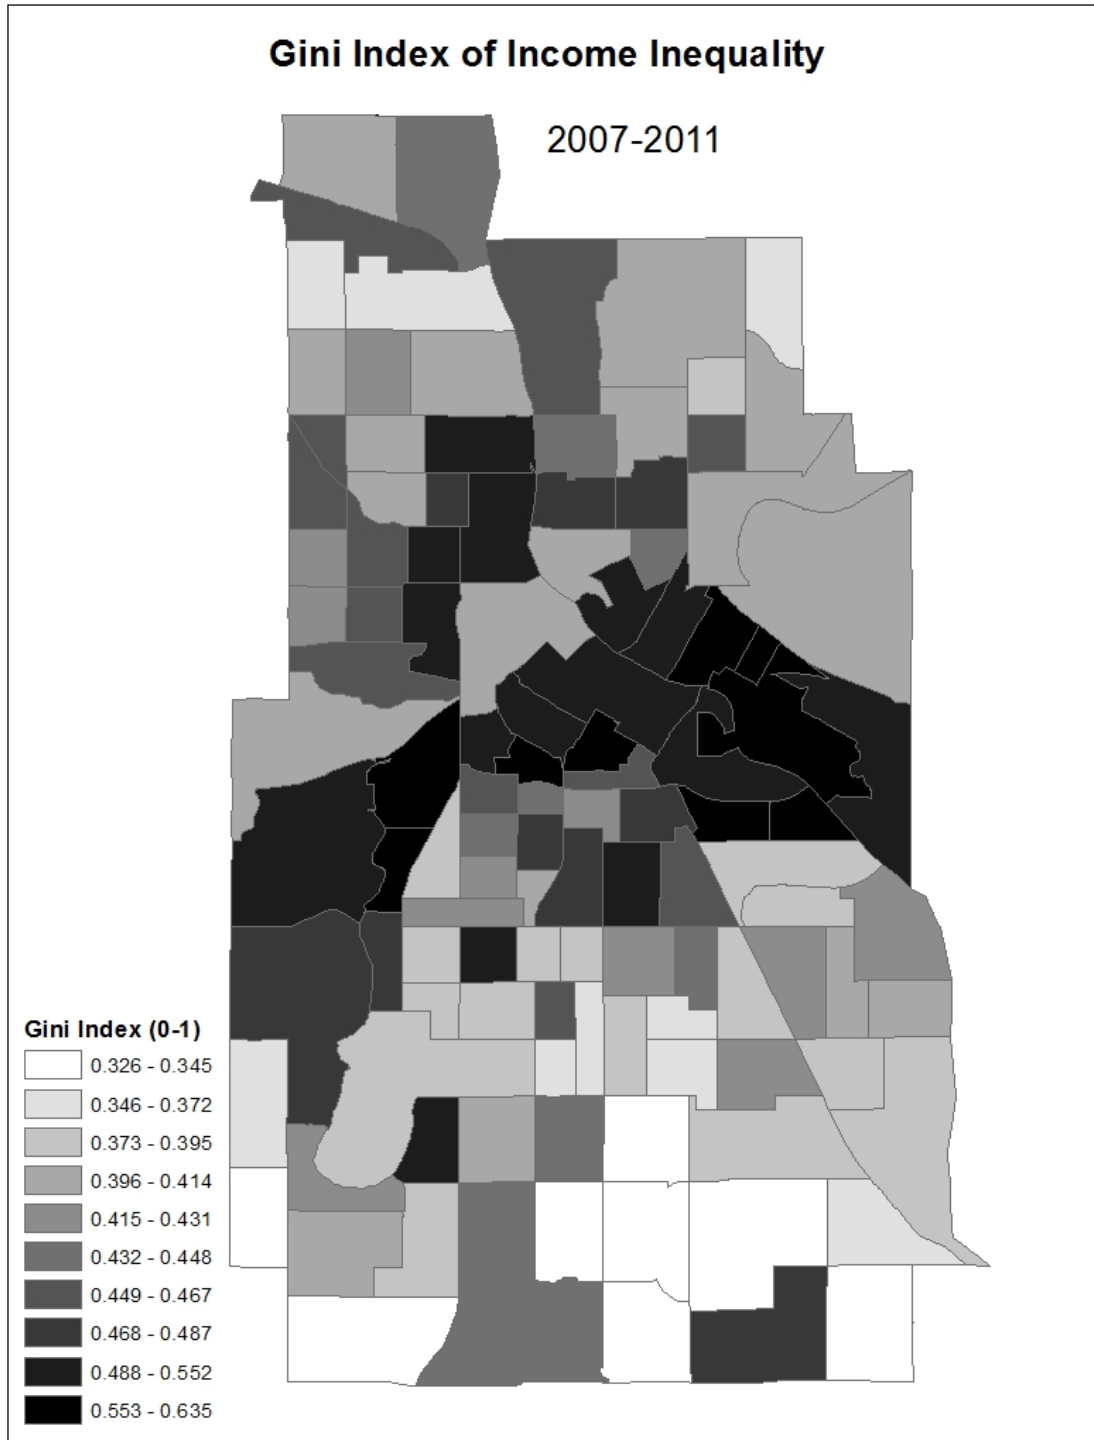 Gini Index of Income Inequality
2007-2011
Gini Index (0-1)
0.326 - 0.345
0.346 - 0.372
0.373 - 0.395
0.396 - 0.414
0.415 - 0.431
0.432 - 0.448
0.449 - 0.467
0.468 - 0.487
0.488 - 0.552
0.553 - 0.635